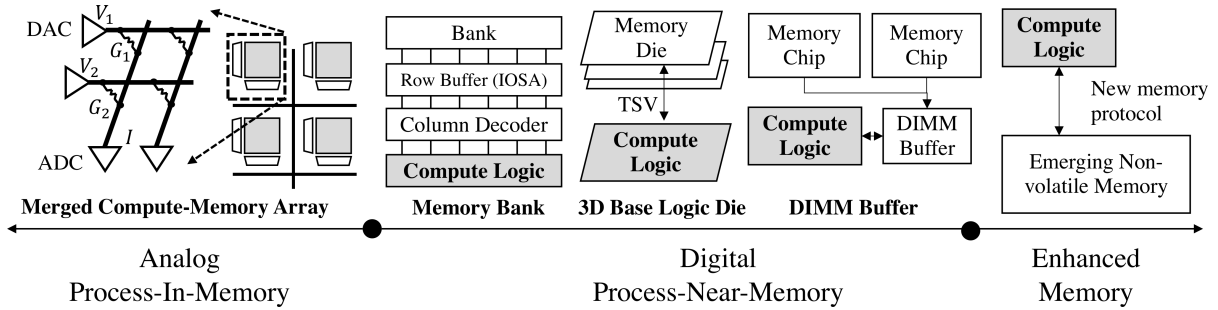 DAC
V₁
G₁
V₂
G₂
I
ADC
Merged Compute-Memory Array
Bank
Row Buffer (IOSA)
Column Decoder
Compute Logic
Memory Bank
Memory
Die
TSV
Compute
Logic
3D Base Logic Die
Memory
Chip
Memory
Chip
Compute
Logic
DIMM
Buffer
DIMM Buffer
Compute
Logic
New memory
protocol
Emerging Non-
volatile Memory
Analog
Process-In-Memory
Digital
Process-Near-Memory
Enhanced
Memory